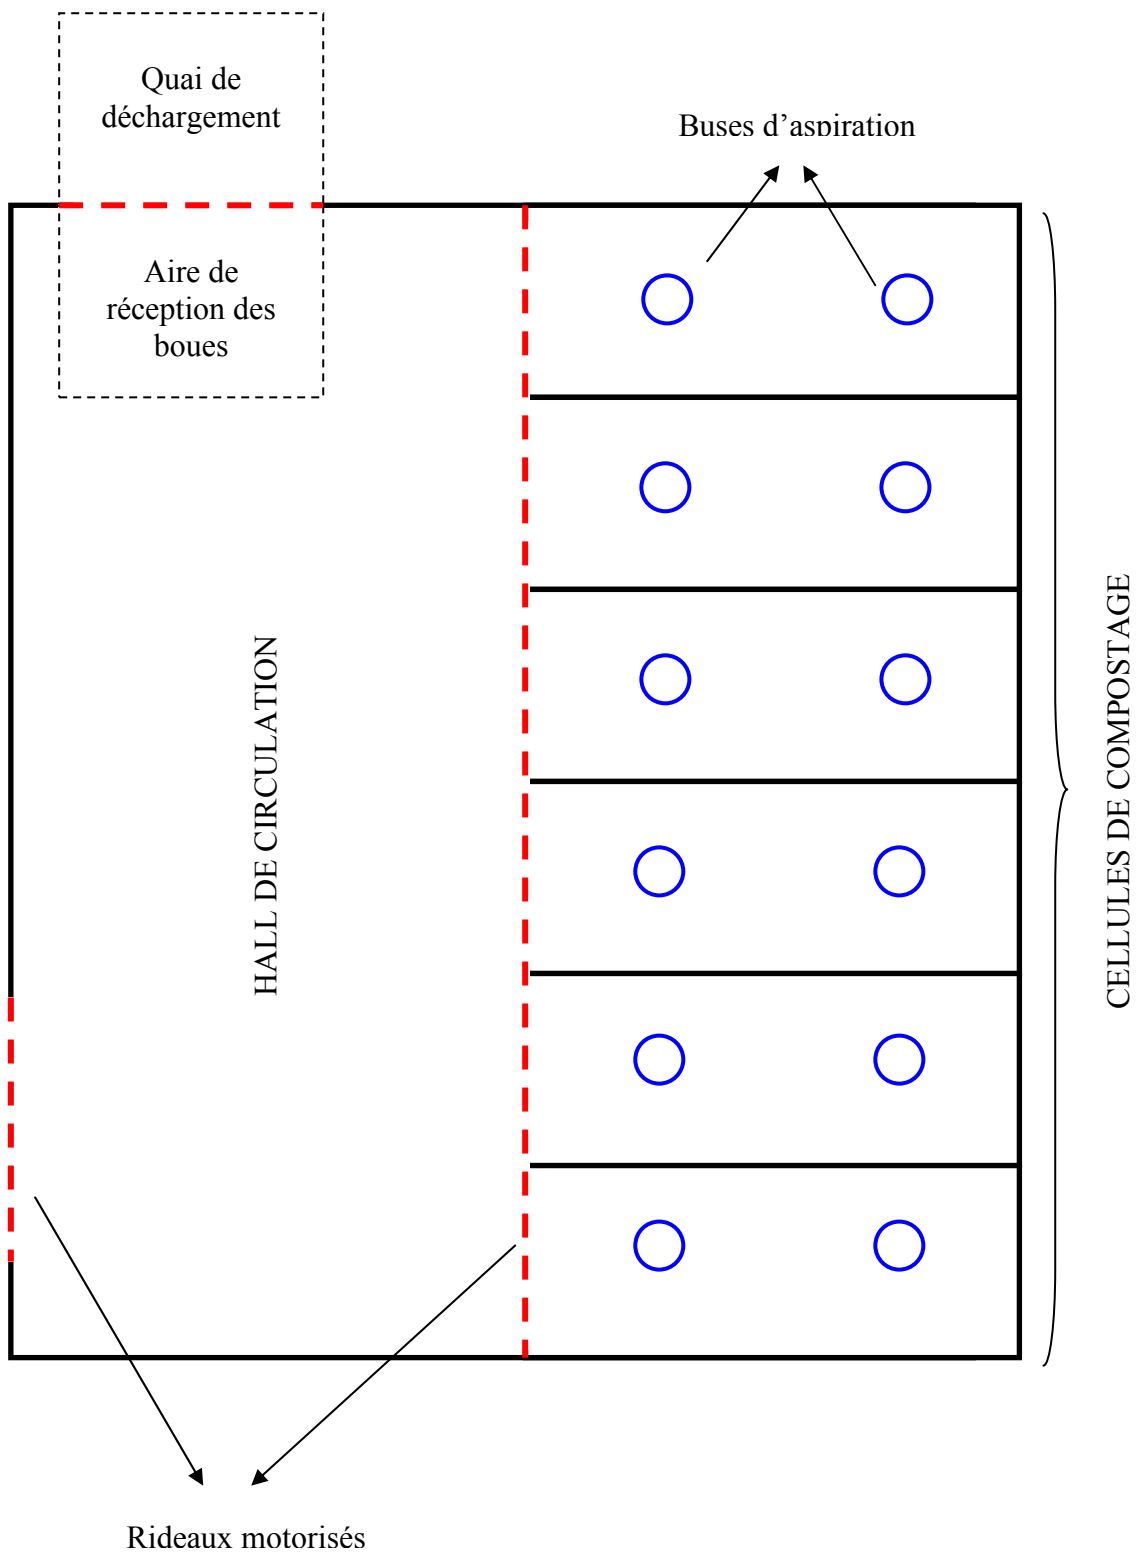 Quai de
déchargement
Buses d’aspiration
Aire de
réception des
boues
HALL DE CIRCULATION
CELLULES DE COMPOSTAGE
Rideaux motorisés